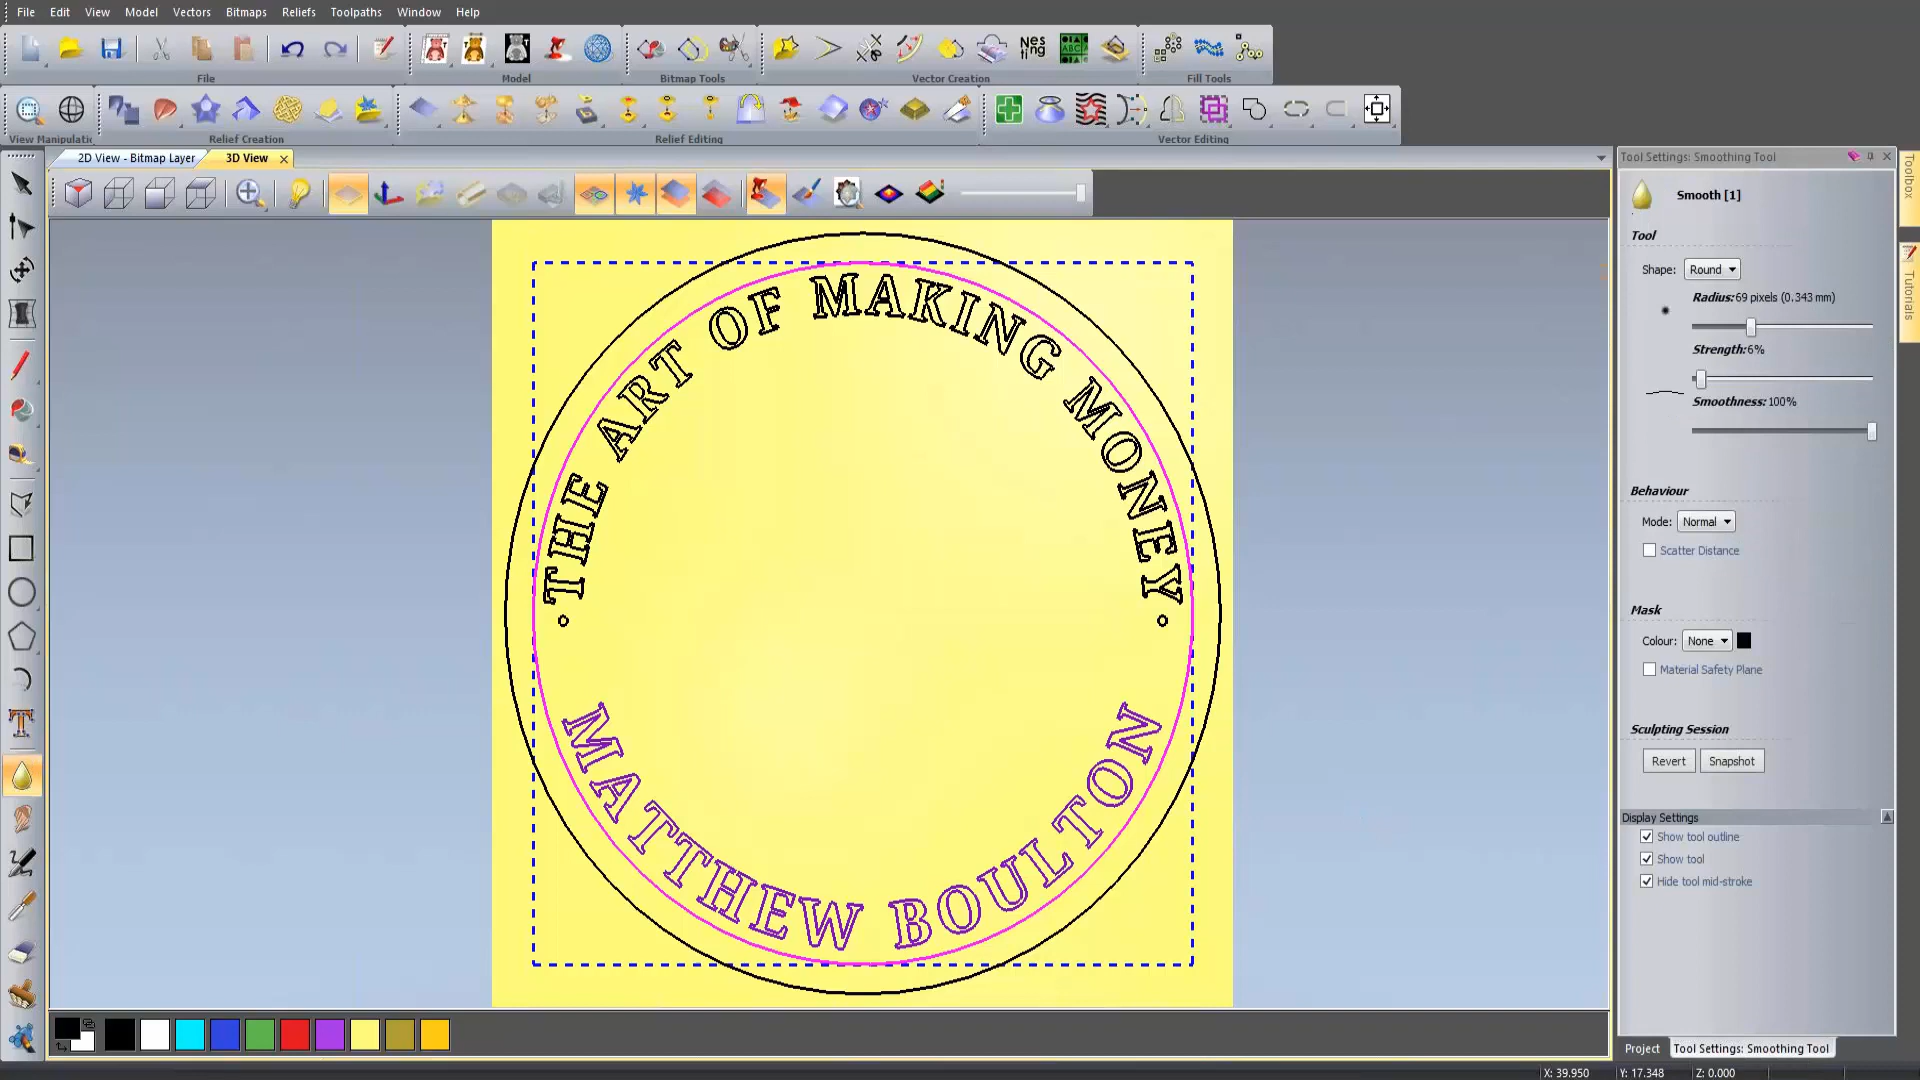 File Edit View Model Vectors Bitmaps Reliefs Toolpaths Window Help
Nes
ting
ABC
File Model Bitmap Tools Vector Creation Fill Tools
View Manipulatic Relief Creation Relief Editing Vector Editing
2D View - Bitmap Layer 3D View
Tool Settings: Smoothing Tool
Toolbox
Tutorials
Smooth [1]
Tool
Shape: Round
Radius: 69 pixels (0.343 mm)
Strength: 6%
Smoothness: 100%
Behaviour
Mode: Normal
Scatter Distance
Mask
Colour: None
Material Safety Plane
Sculpting Session
Revert Snapshot
Display Settings
Show tool outline
Show tool
Hide tool mid-stroke
THE ART OF MAKING MONEY
MATTHEW BOULTON
Project Tool Settings: Smoothing Tool
X: 39.950 Y: 17.348 Z: 0.000